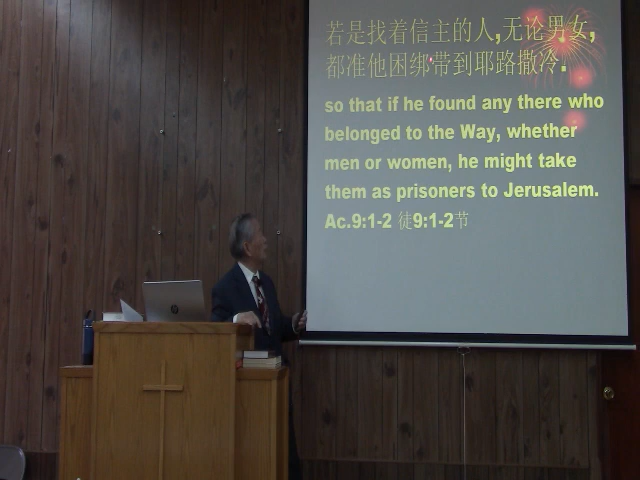 若是找着信主的人,无论男女,
都准他困绑带到耶路撒冷.
so that if he found any there who
belonged to the Way, whether
men or women, he might take
them as prisoners to Jerusalem.
Ac.9:1-2 徒9:1-2节